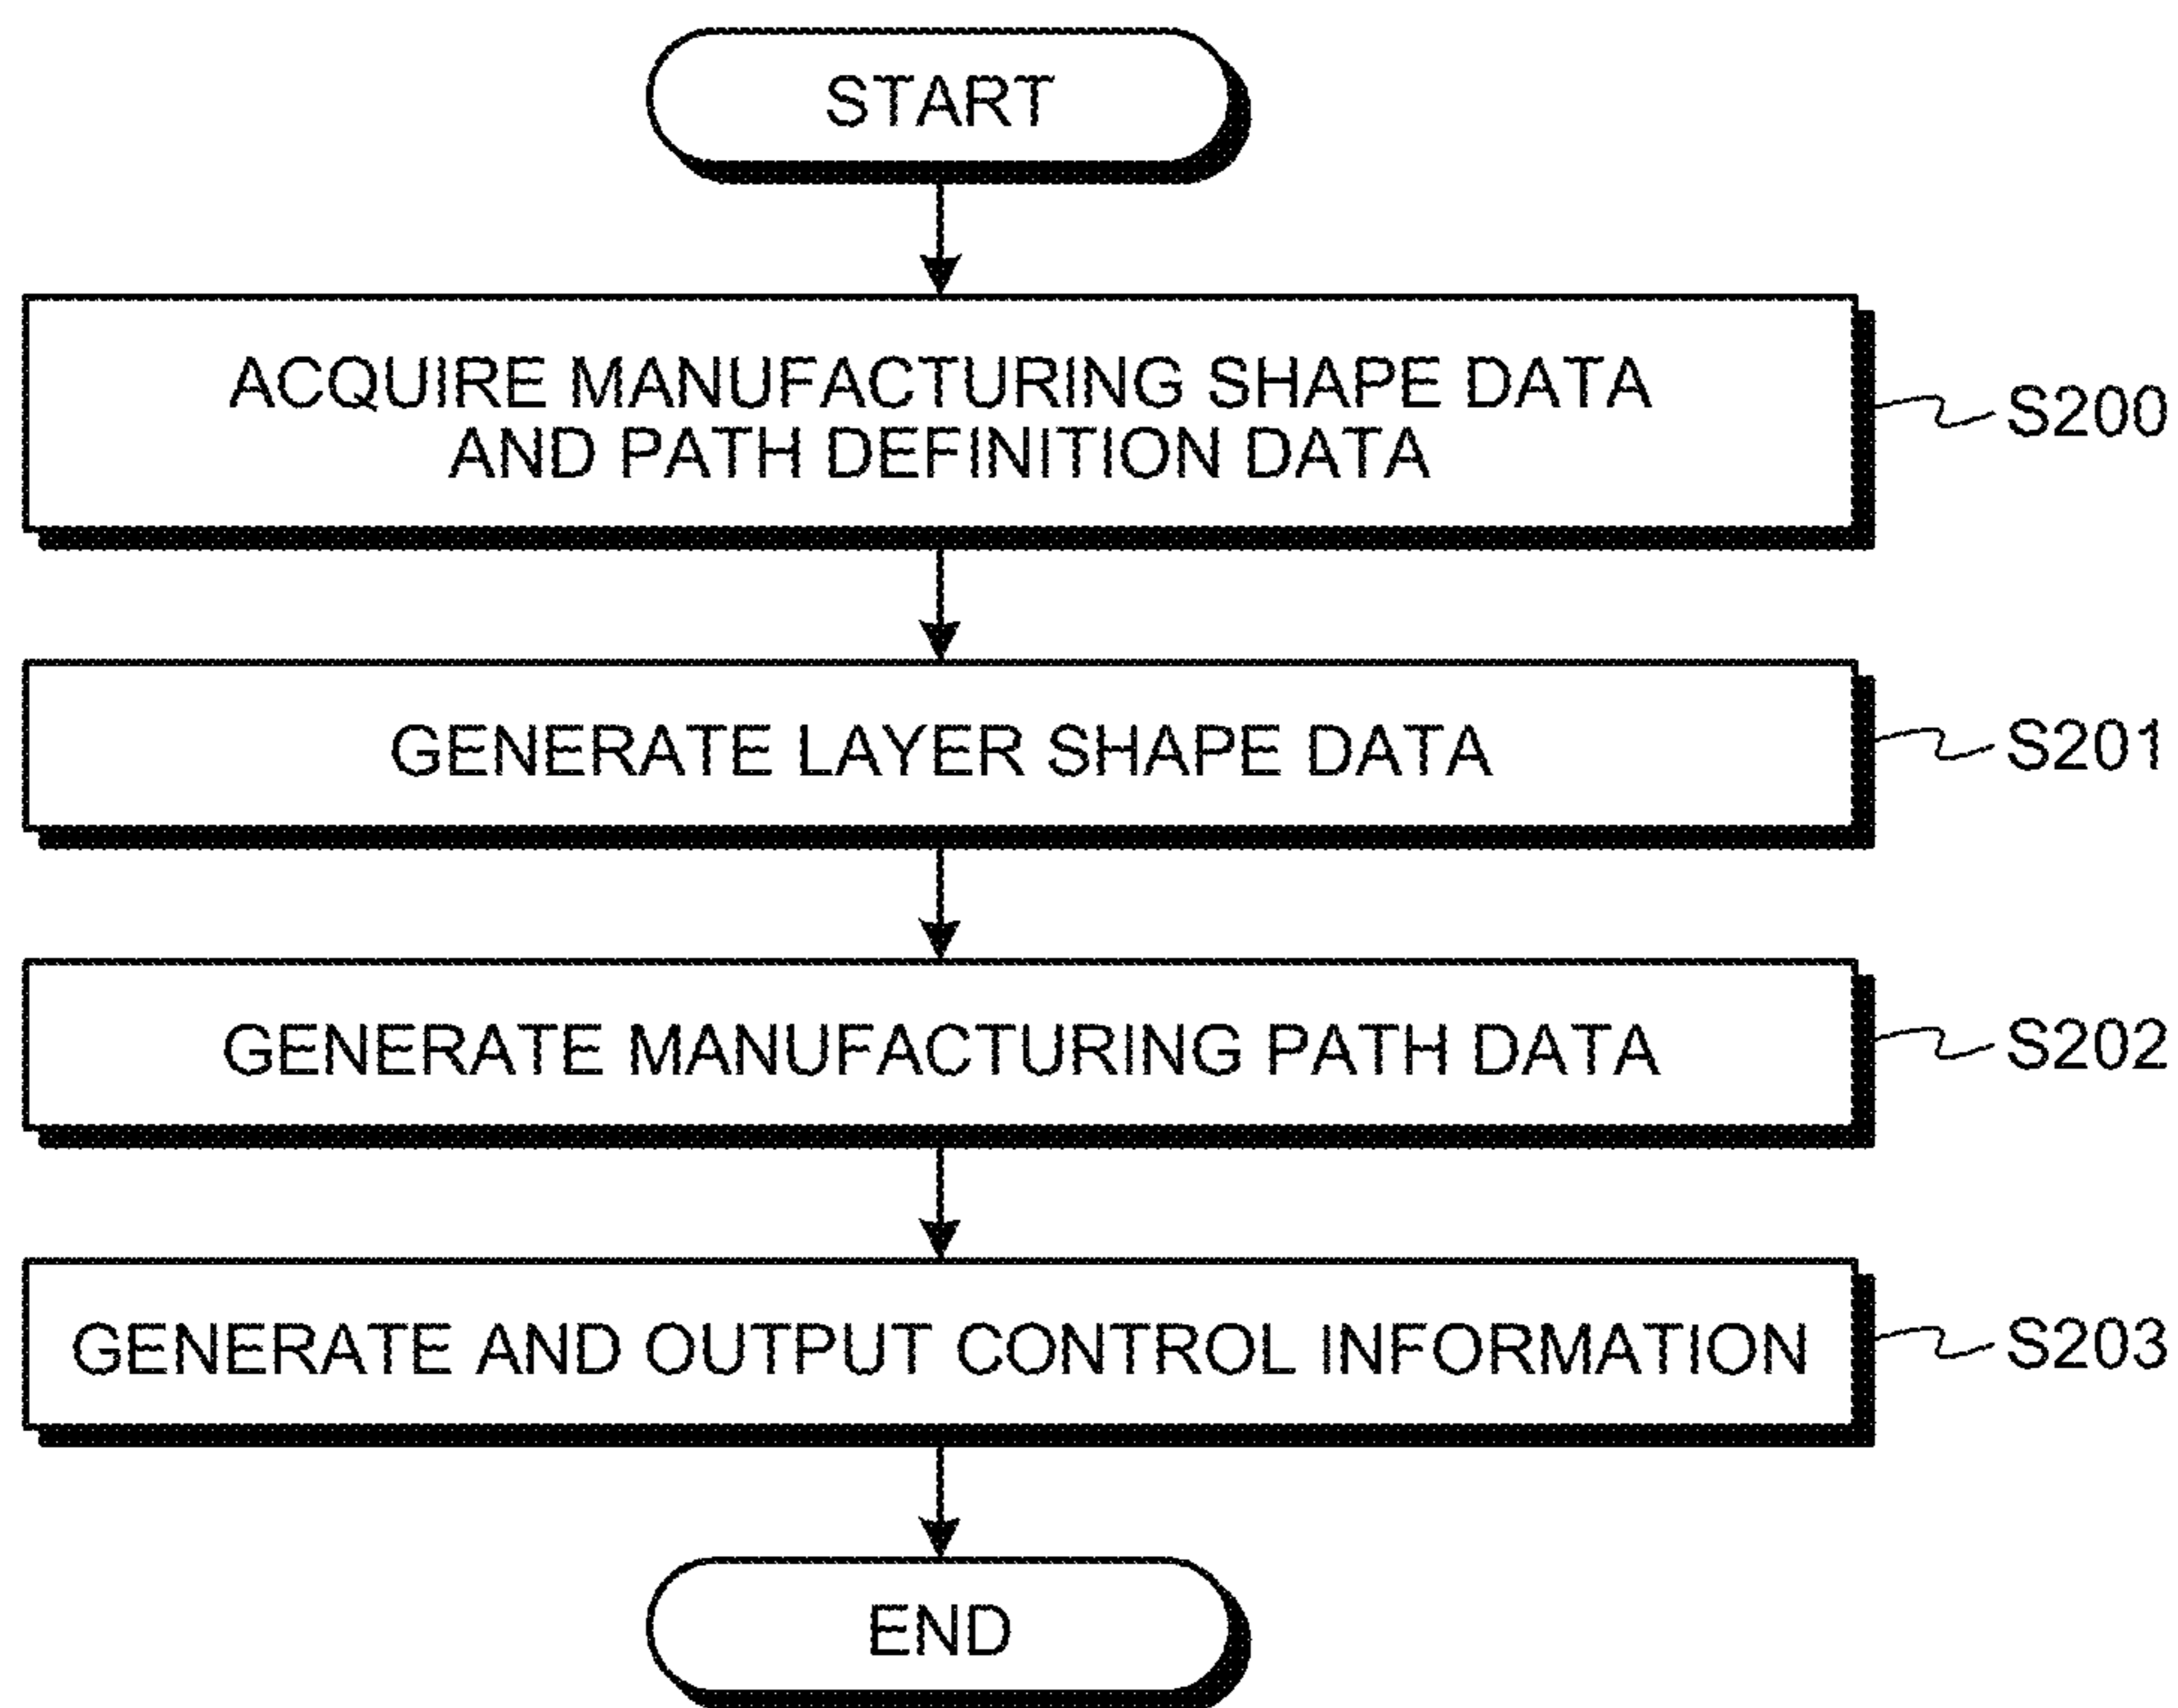 START
ACQUIRE MANUFACTURING SHAPE DATA
AND PATH DEFINITION DATA
S200
GENERATE LAYER SHAPE DATA
S201
GENERATE MANUFACTURING PATH DATA
S202
GENERATE AND OUTPUT CONTROL INFORMATION
S203
END